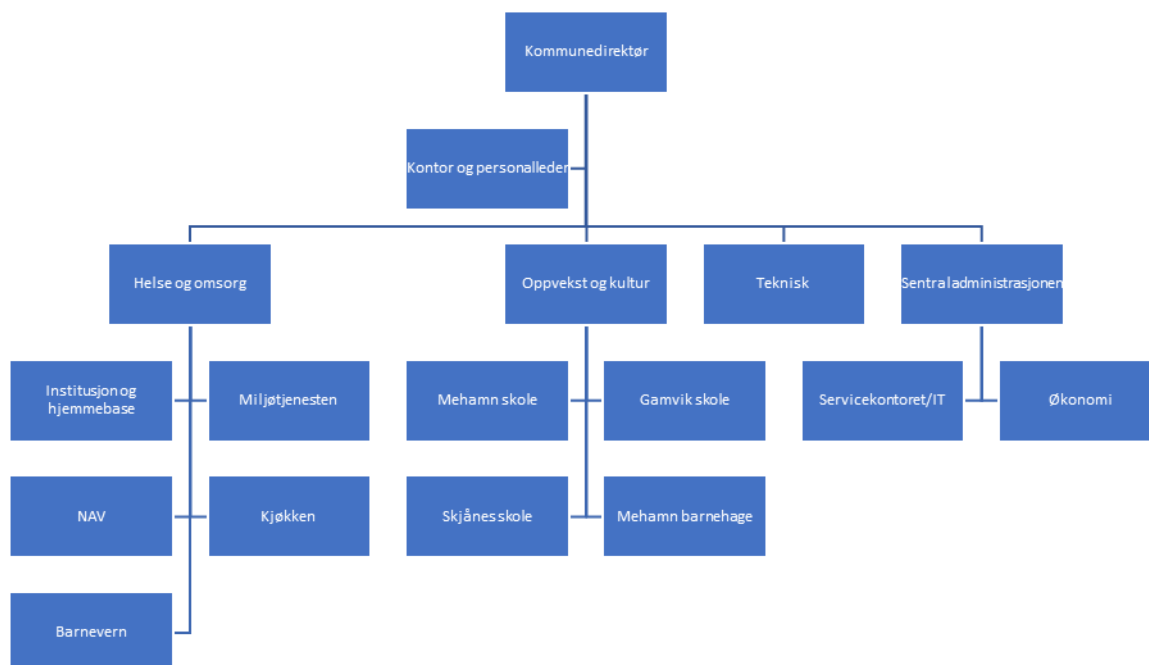 Kommunedirektør
Kontor og personalleder
Helse og omsorg
Oppvekst og kultur
Teknisk
Sentraladministrasjonen
Institusjon og
hjemmebase
Miljøtjenesten
Mehamn skole
Gamvik skole
Servicekontoret/IT
Økonomi
NAV
Kjøkken
Skjånes skole
Mehamn barnehage
Barnevern